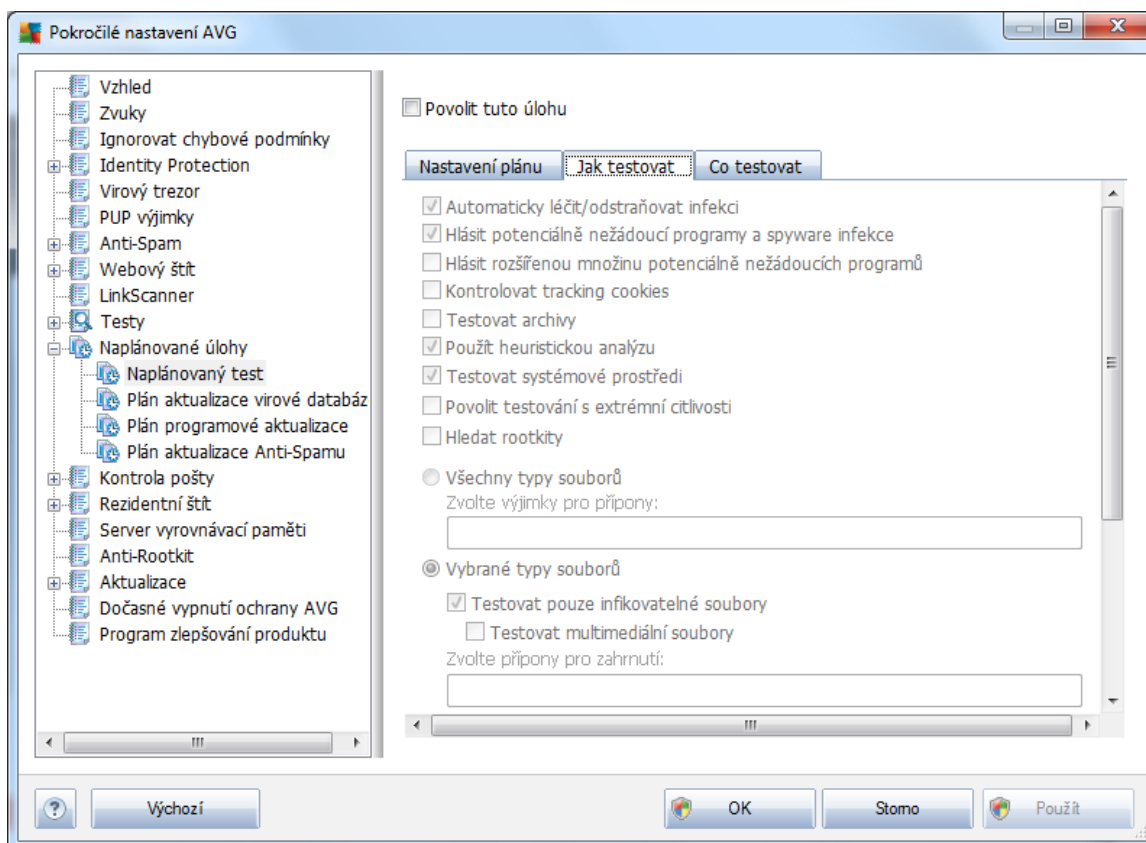 Pokročilé nastavení AVG
Vzhled
Zvuky
Ignorovat chybové podmínky
Identity Protection
Virový trezor
PUP výjimky
Anti-Spam
Webový štít
LinkScanner
Testy
Naplánované úlohy
Naplánovaný test
Plán aktualizace virové databáz
Plán programové aktualizace
Plán aktualizace Anti-Spamu
Kontrola pošty
Rezidentní štít
Server vyrovnávací paměti
Anti-Rootkit
Aktualizace
Dočasné vypnutí ochrany AVG
Program zlepšování produktu
Povolit tuto úlohu
Nastavení plánu
Jak testovat
Co testovat
Automaticky léčit/odstraňovat infekci
Hlásit potenciálně nežádoucí programy a spyware infekce
Hlásit rozšířenou množinu potenciálně nežádoucích programů
Kontrolovat tracking cookies
Testovat archivy
Použít heuristickou analýzu
Testovat systémové prostředi
Povolit testování s extrémní citlivosti
Hledat rootkity
Všechny typy souborů
Zvolte výjimky pro přípony:
Vybrané typy souborů
Testovat pouze infikovatelné soubory
Testovat multimediální soubory
Zvolte přípony pro zahrnutí:
?
Výchozí
OK
Storno
Použít